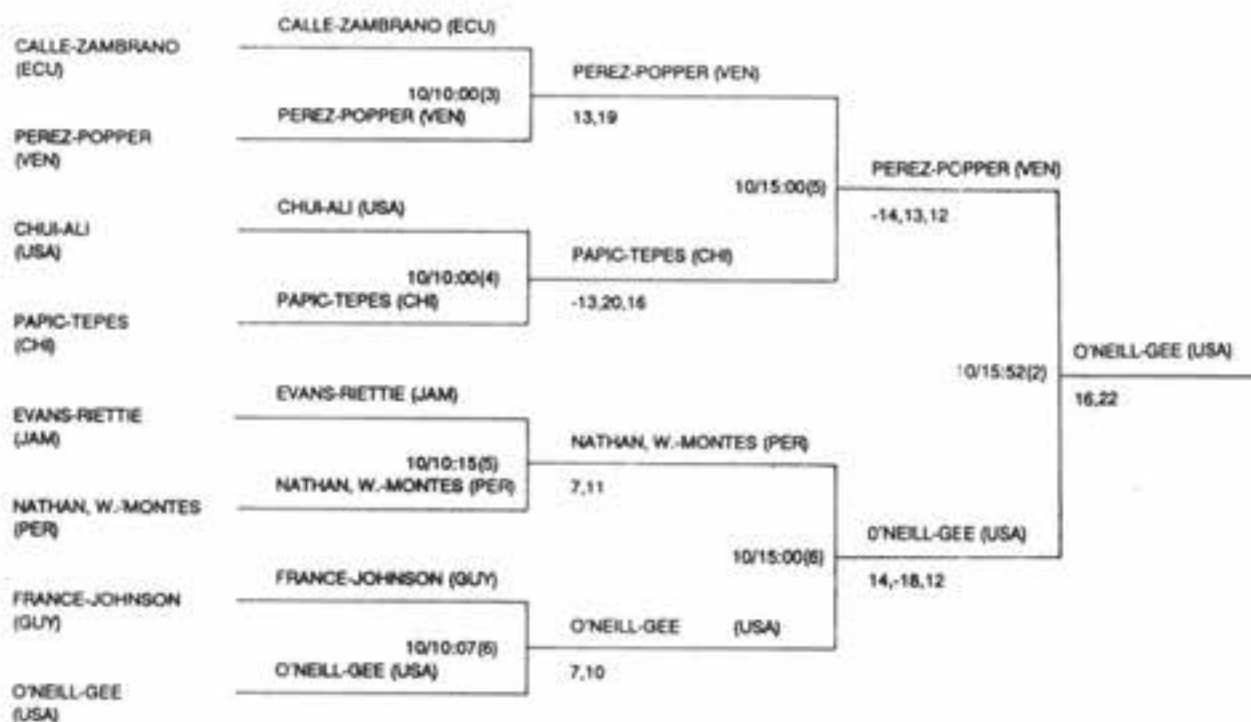 CALLE-ZAMBRANO
(ECU)
PEREZ-POPPER
(VEN)
CHUI-ALI
(USA)
PAPIC-TEPES
(CHI)
EVANS-RIETTIE
(JAM)
NATHAN, W.-MONTES
(PER)
FRANCE-JOHNSON
(GUY)
O'NEILL-GEE
(USA)
CALLE-ZAMBRANO (ECU)
10/10:00(3)
PEREZ-POPPER (VEN)
CHUI-ALI (USA)
10/10:00(4)
PAPIC-TEPES (CHI)
EVANS-RIETTIE (JAM)
10/10:15(5)
NATHAN, W.-MONTES (PER)
FRANCE-JOHNSON (GUY)
10/10:07(6)
O'NEILL-GEE (USA)
PEREZ-POPPER (VEN)
13,19
10/15:00(5)
PAPIC-TEPES (CHI)
-13,20,16
NATHAN, W.-MONTES (PER)
7,11
10/15:00(6)
O'NEILL-GEE (USA)
7,10
PEREZ-POPPER (VEN)
-14,13,12
10/15:52(2)
O'NEILL-GEE (USA)
14,-18,12
O'NEILL-GEE (USA)
16,22